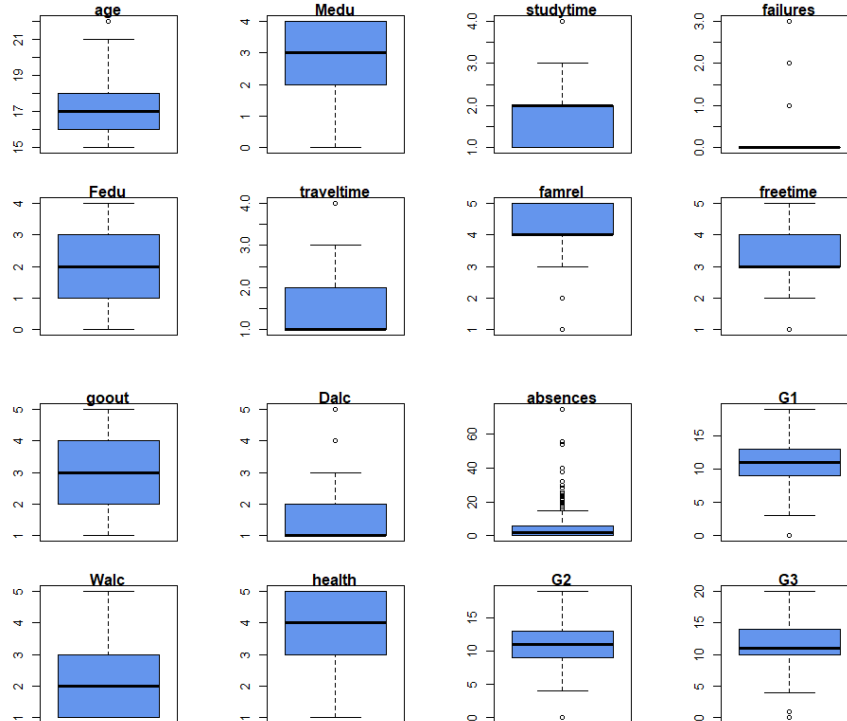 age Medu studytime failures
15 17 19 21
0 1 2 3 4
1.0 2.0 3.0 4.0
0.0 1.0 2.0 3.0
Fedu traveltime famrel freetime
0 1 2 3 4
1.0 2.0 3.0 4.0
1 2 3 4 5
1 2 3 4 5
goout Dalc absences G1
1 2 3 4 5
1 2 3 4 5
0 20 40 60
0 5 10 15
Walc health G2 G3
1 2 3 4 5
1 2 3 4 5
0 5 10 15
0 5 10 15 20